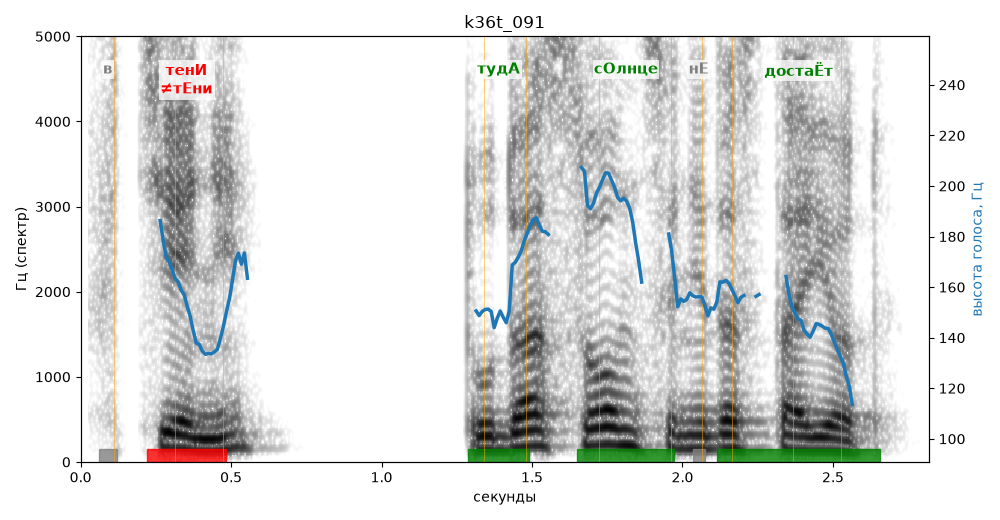 k36t_091
в
тенИ
≠тЕни
тудА
сОлнце
нЕ
достаЁт
5000
4000
3000
2000
1000
0
Гц (спектр)
240
220
200
180
160
140
120
100
высота голоса, Гц
0.0
0.5
1.0
1.5
2.0
2.5
секунды